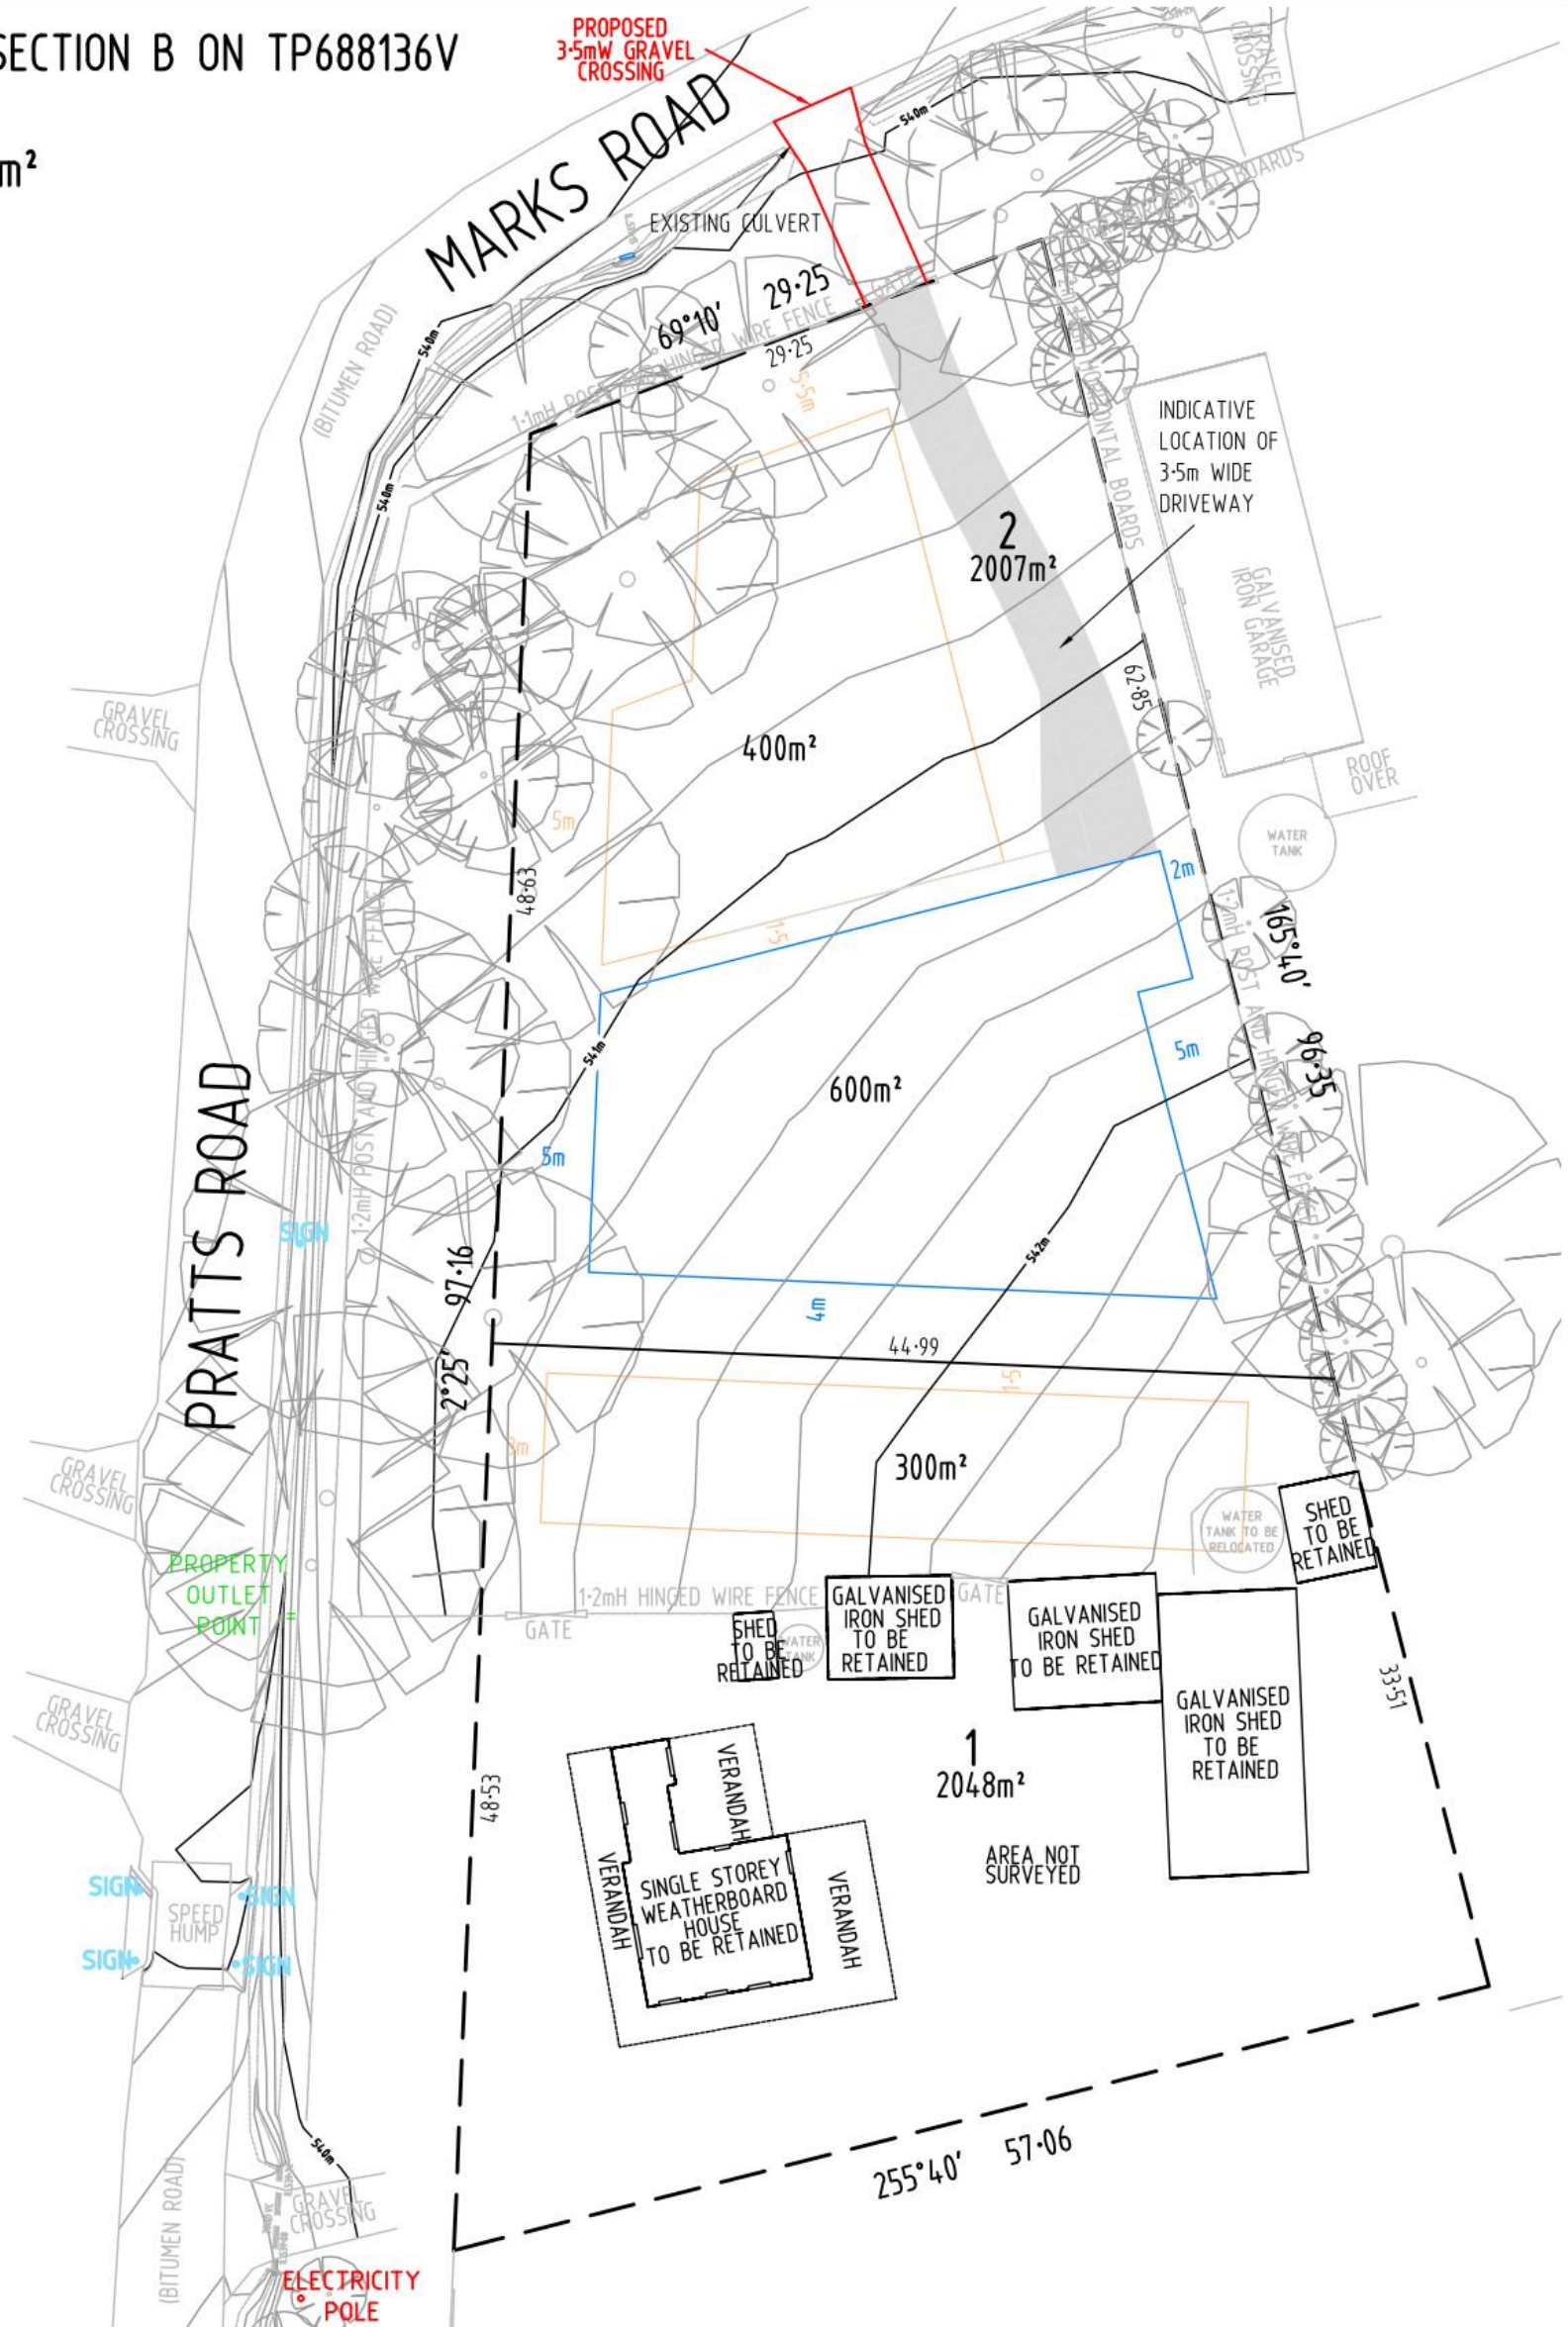 SECTION B ON TP688136V
m²
PROPOSED
3·5mW GRAVEL
CROSSING
GRAVEL
CROSSING
MARKS ROAD
540m
EXISTING CULVERT
GATE
69°10'
29·25
29·25
5·5m
(BITUMEN ROAD)
540m
540m
INDICATIVE
LOCATION OF
3·5m WIDE
DRIVEWAY
HORIZONTAL BOARDS
2
2007m²
GALVANISED
IRON GARAGE
62·85
GRAVEL
CROSSING
400m²
ROOF
OVER
5m
WATER
TANK
48·63
2m
1·5
165°40'
1·2mH POST AND HINGED WIRE FENCE
541m
5m
96·35
600m²
5m
1·2mH POST AND HINGED WIRE FENCE
PRATTS ROAD
SIGN
97·16
2°25'
542m
4m
44·99
1·5
3m
300m²
GRAVEL
CROSSING
WATER
TANK TO BE
RELOCATED
SHED
TO BE
RETAINED
PROPERTY
OUTLET
POINT
1·2mH HINGED WIRE FENCE
GATE
GATE
SHED
TO BE
RETAINED
WATER
TANK
GALVANISED
IRON SHED
TO BE
RETAINED
GALVANISED
IRON SHED
TO BE RETAINED
GALVANISED
IRON SHED
TO BE
RETAINED
33·51
GRAVEL
CROSSING
1
2048m²
48·53
AREA NOT
SURVEYED
VERANDAH
VERANDAH
VERANDAH
SINGLE STOREY
WEATHERBOARD
HOUSE
TO BE RETAINED
SIGN
SIGN
SPEED
HUMP
SIGN
SIGN
540m
255°40' 57·06
GRAVEL
CROSSING
(BITUMEN ROAD)
ELECTRICITY
POLE